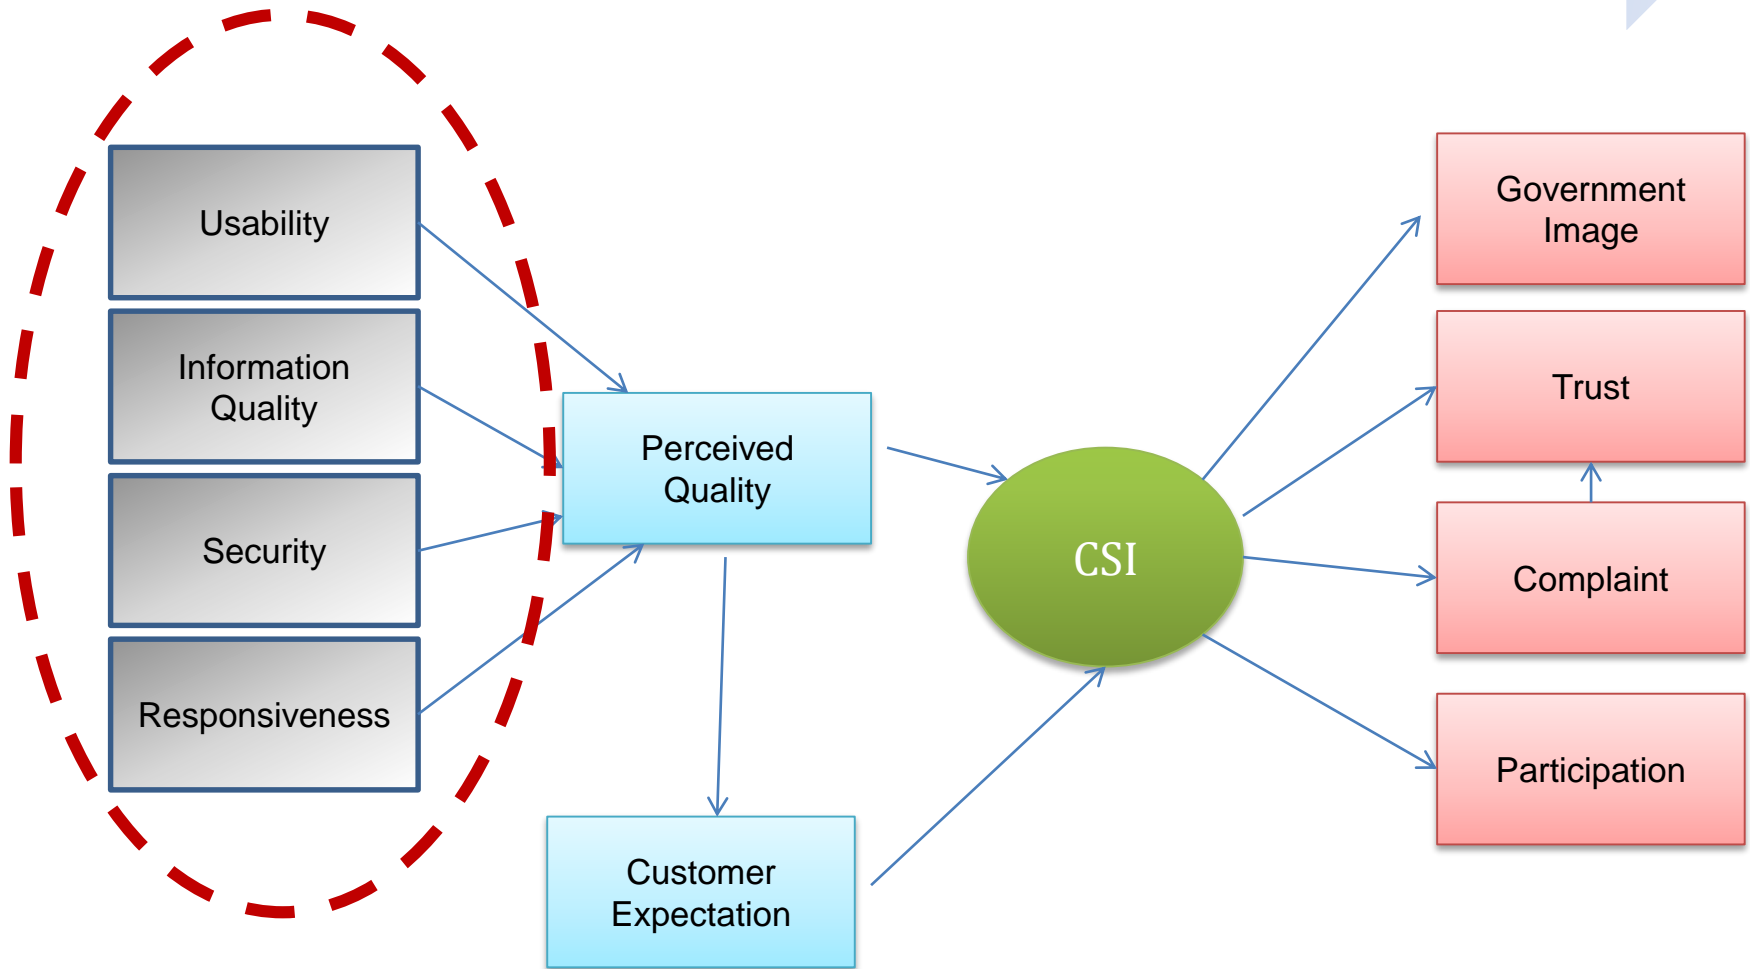 Usability
Information
Quality
Security
Responsiveness
Perceived
Quality
Customer
Expectation
CSI
Government
Image
Trust
Complaint
Participation